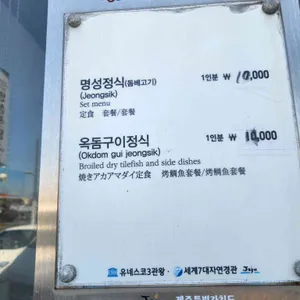 명성정식(돔베고기) 1인분 ₩ 10,000
(Jeongsik)
Set menu
定食 套餐/套餐
옥돔구이정식 1인분 ₩ 10,000
(Okdom gui jeongsik)
Broiled dry tilefish and side dishes
焼きアカアマダイ定食 烤鯛魚套餐/烤鲷鱼套餐
유네스코3관왕 세계7대자연경관 Jeju